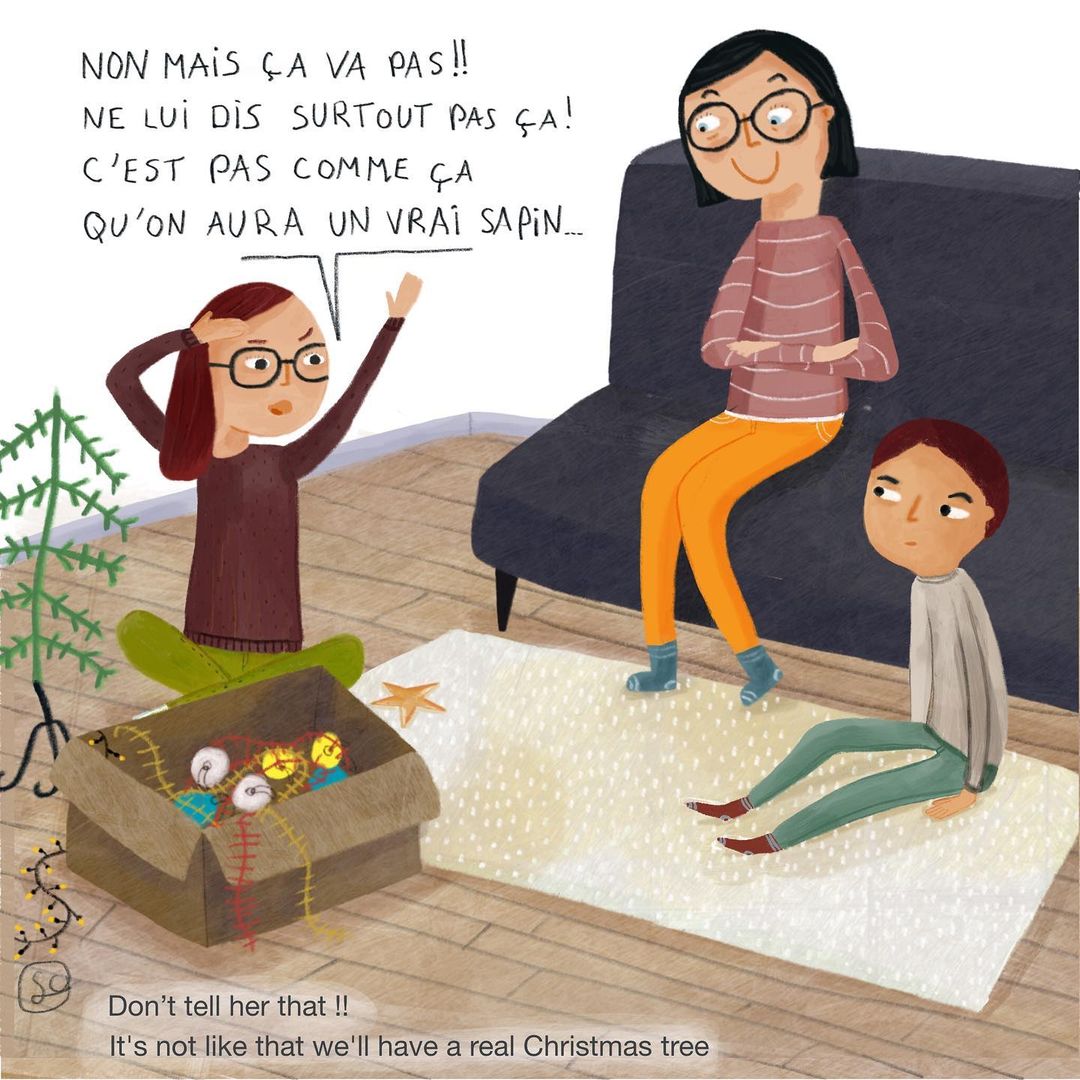 NON MAIS ÇA VA PAS!!
NE LUI DIS SURTOUT PAS ÇA!
C'EST PAS COMME ÇA
QU'ON AURA UN VRAI SAPIN...
Don't tell her that !!
It's not like that we'll have a real Christmas tree